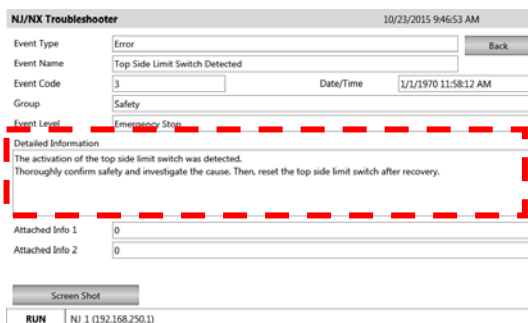 NJ/NX Troubleshooter 10/23/2015 9:46:53 AM
Event Type Error Back
Event Name Top Side Limit Switch Detected
Event Code 3 Date/Time 1/1/1970 11:58:12 AM
Group Safety
Event Level Emergency Stop
Detailed Information
The activation of the top side limit switch was detected.
Thoroughly confirm safety and investigate the cause. Then, reset the top side limit switch after recovery.
Attached Info 1 0
Attached Info 2 0
Screen Shot
RUN NJ_1 (192.168.250.1)